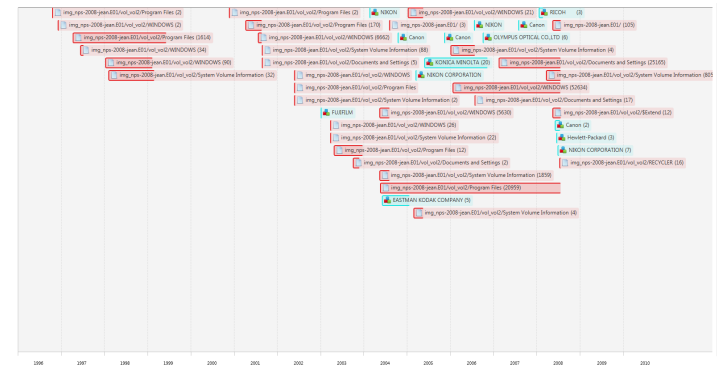 img_nps-2008-jean.E01/vol_vol2/Program Files (2) img_nps-2008-jean.E01/vol_vol2/Program Files (2) NIKON img_nps-2008-jean.E01/vol_vol2/WINDOWS (21) RICOH (3)
img_nps-2008-jean.E01/vol_vol2/WINDOWS (2) img_nps-2008-jean.E01/vol_vol2/Program Files (170) img_nps-2008-jean.E01/ (3) NIKON Canon img_nps-2008-jean.E01/ (105)
img_nps-2008-jean.E01/vol_vol2/Program Files (1614) img_nps-2008-jean.E01/vol_vol2/WINDOWS (6662) Canon Canon OLYMPUS OPTICAL CO.,LTD (6)
img_nps-2008-jean.E01/vol_vol2/WINDOWS (34) img_nps-2008-jean.E01/vol_vol2/System Volume Information (88) img_nps-2008-jean.E01/vol_vol2/System Volume Information (4)
img_nps-2008-jean.E01/vol_vol2/WINDOWS (90) img_nps-2008-jean.E01/vol_vol2/Documents and Settings (5) KONICA MINOLTA (20) img_nps-2008-jean.E01/vol_vol2/Documents and Settings (25165)
img_nps-2008-jean.E01/vol_vol2/System Volume Information (32) img_nps-2008-jean.E01/vol_vol2/WINDOWS NIKON CORPORATION img_nps-2008-jean.E01/vol_vol2/System Volume Information
img_nps-2008-jean.E01/vol_vol2/Program Files img_nps-2008-jean.E01/vol_vol2/WINDOWS (52634)
img_nps-2008-jean.E01/vol_vol2/System Volume Information (2) img_nps-2008-jean.E01/vol_vol2/Documents and Settings (17)
FUJIFILM img_nps-2008-jean.E01/vol_vol2/WINDOWS (5630) img_nps-2008-jean.E01/vol_vol2/$Extend (12)
img_nps-2008-jean.E01/vol_vol2/WINDOWS (26) Canon (2)
img_nps-2008-jean.E01/vol_vol2/System Volume Information (22) Hewlett-Packard (3)
img_nps-2008-jean.E01/vol_vol2/Program Files (12) NIKON CORPORATION (7)
img_nps-2008-jean.E01/vol_vol2/Documents and Settings (2) img_nps-2008-jean.E01/vol_vol2/RECYCLER (16)
img_nps-2008-jean.E01/vol_vol2/System Volume Information (1859)
img_nps-2008-jean.E01/vol_vol2/Program Files (20959)
EASTMAN KODAK COMPANY (5)
img_nps-2008-jean.E01/vol_vol2/System Volume Information (4)
1996 1997 1998 1999 2000 2001 2002 2003 2004 2005 2006 2007 2008 2009 2010